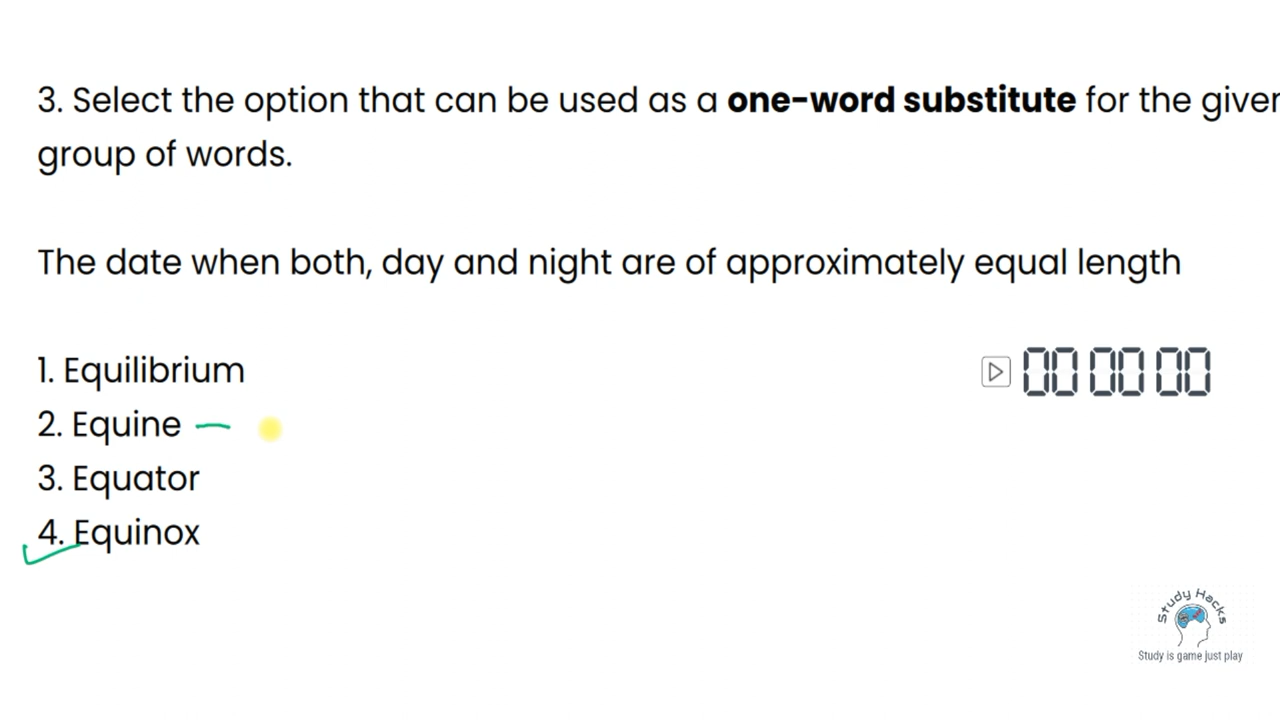 3. Select the option that can be used as a one-word substitute for the given
group of words.
The date when both, day and night are of approximately equal length
1. Equilibrium
2. Equine
3. Equator
4. Equinox
00 00 00
Study Hacks
Study is game just play